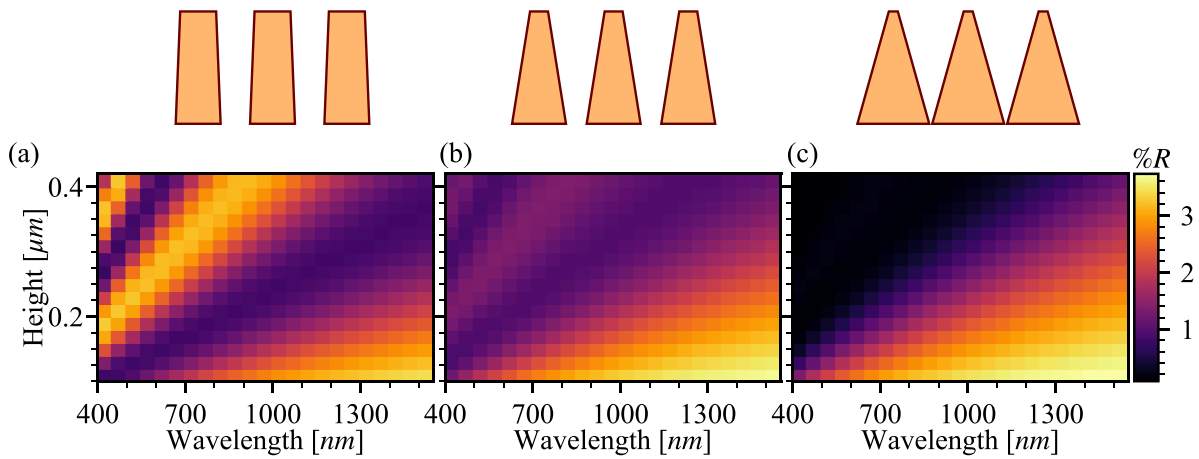 (a) (b) (c) %R
Height [μm]
0.4
0.2
3
2
1
400 700 1000 1300 400 700 1000 1300 400 700 1000 1300
Wavelength [nm] Wavelength [nm] Wavelength [nm]